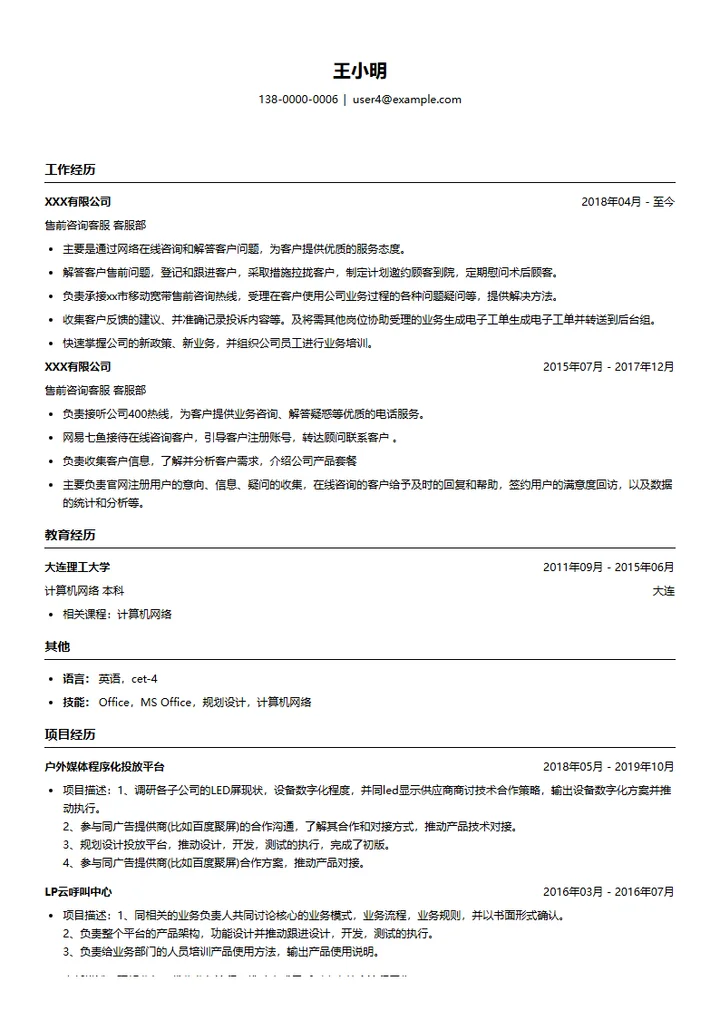 王小明
138-0000-0006 | user4@example.com
工作经历
XXX有限公司 2018年04月 - 至今
售前咨询客服 客服部
• 主要是通过网络在线咨询和解答客户问题，为客户提供优质的服务态度。
• 解答客户售前问题，登记和跟进客户，采取措施拉拢客户，制定计划邀约顾客到院，定期慰问术后顾客。
• 负责承接xx市移动宽带售前咨询热线，受理在客户使用公司业务过程的各种问题疑问等，提供解决方法。
• 收集客户反馈的建议、并准确记录投诉内容等。及将需其他岗位协助受理的业务生成电子工单生成电子工单并转送到后台组。
• 快速掌握公司的新政策、新业务，并组织公司员工进行业务培训。
XXX有限公司 2015年07月 - 2017年12月
售前咨询客服 客服部
• 负责接听公司400热线，为客户提供业务咨询、解答疑惑等优质的电话服务。
• 网易七鱼接待在线咨询客户，引导客户注册账号，转达顾问联系客户 。
• 负责收集客户信息，了解并分析客户需求，介绍公司产品套餐
• 主要负责官网注册用户的意向、信息、疑问的收集，在线咨询的客户给予及时的回复和帮助，签约用户的满意度回访，以及数据
的统计和分析等。
教育经历
大连理工大学 2011年09月 - 2015年06月
计算机网络 本科 大连
• 相关课程：计算机网络
其他
• 语言： 英语，cet-4
• 技能： Office，MS Office，规划设计，计算机网络
项目经历
户外媒体程序化投放平台 2018年05月 - 2019年10月
• 项目描述：1、调研各子公司的LED屏现状，设备数字化程度，并同led显示供应商商讨技术合作策略，输出设备数字化方案并推
动执行。
2、参与同广告提供商(比如百度聚屏)的合作沟通，了解其合作和对接方式，推动产品技术对接。
3、规划设计投放平台，推动设计，开发，测试的执行，完成了初版。
4、参与同广告提供商(比如百度聚屏)合作方案，推动产品对接。
LP云呼叫中心 2016年03月 - 2016年07月
• 项目描述：1、同相关的业务负责人共同讨论核心的业务模式，业务流程，业务规则，并以书面形式确认。
2、负责整个平台的产品架构，功能设计并推动跟进设计，开发，测试的执行。
3、负责给业务部门的人员培训产品使用方法，输出产品使用说明。